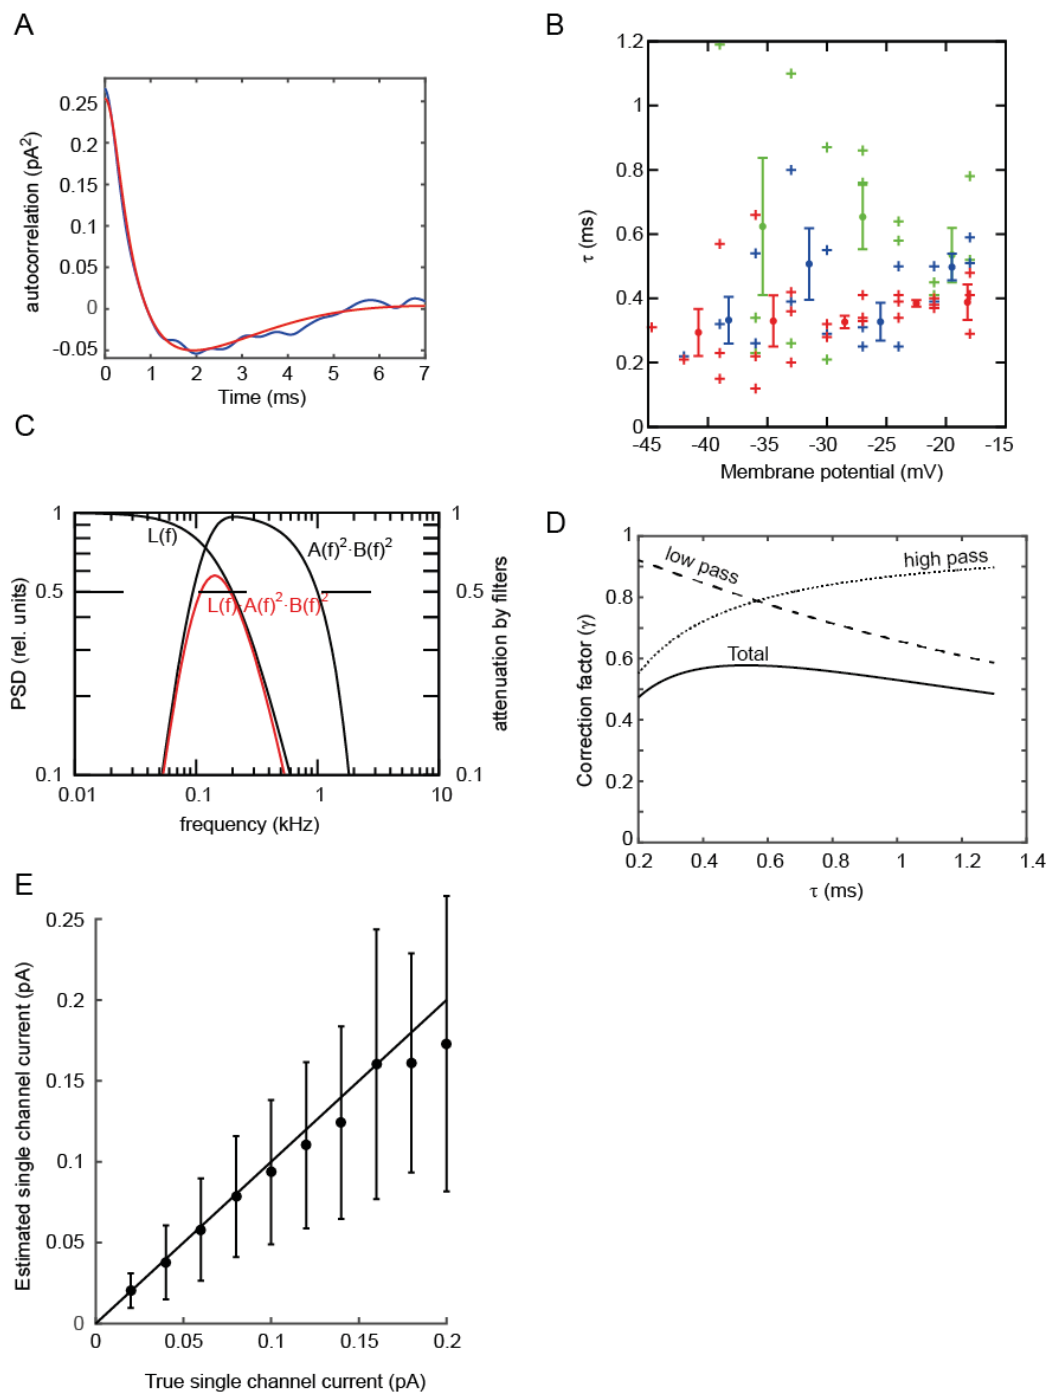 A
autocorrelation (pA²)
0.25
0.2
0.15
0.1
0.05
0
-0.05
0 1 2 3 4 5 6 7
Time (ms)
B
τ (ms)
1.2
1
0.8
0.6
0.4
0.2
0
-45 -40 -35 -30 -25 -20 -15
Membrane potential (mV)
C
PSD (rel. units)
1
0.5
0.1
L(f)
A(f)²·B(f)²
L(f)·A(f)²·B(f)²
1
0.5
0.1
attenuation by filters
0.01 0.1 1 10
frequency (kHz)
D
Correction factor (γ)
1
0.8
0.6
0.4
0.2
0
low pass
high pass
Total
0.2 0.4 0.6 0.8 1 1.2 1.4
τ (ms)
E
Estimated single channel current (pA)
0.25
0.2
0.15
0.1
0.05
0
0 0.05 0.1 0.15 0.2
True single channel current (pA)